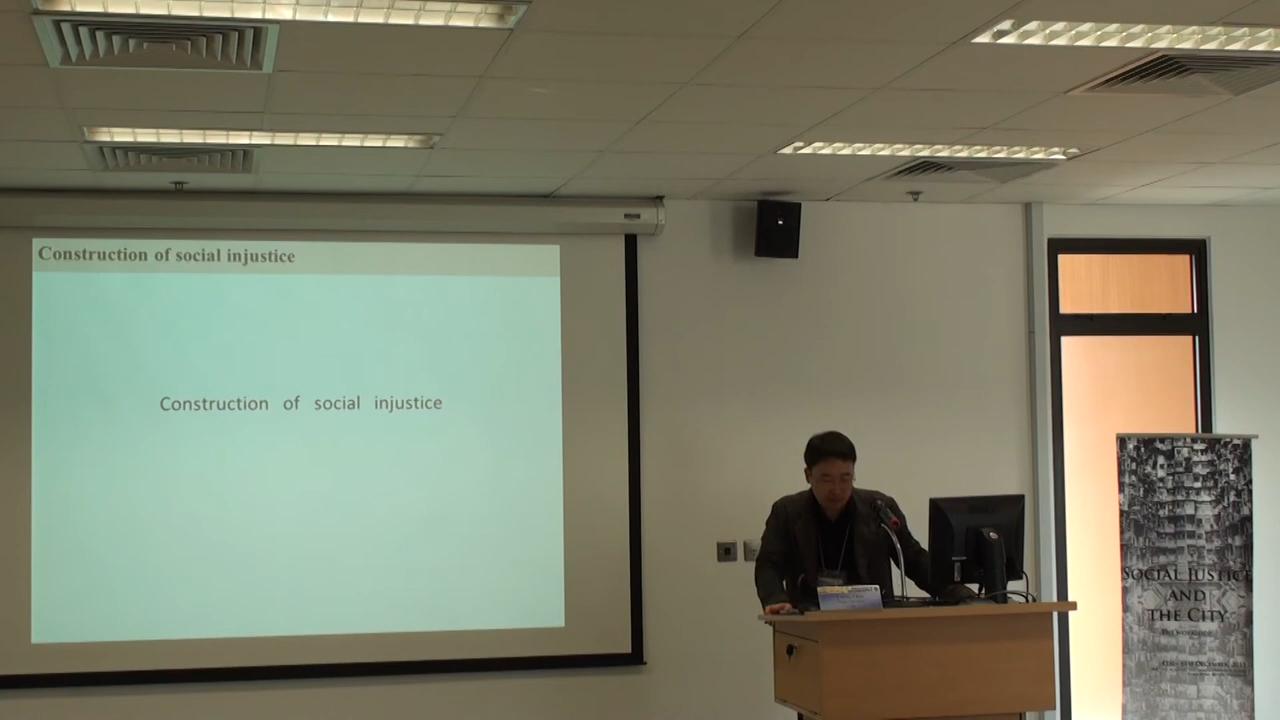 Construction of social injustice
Construction of social injustice
SOCIAL JUSTICE
AND
THE CITY